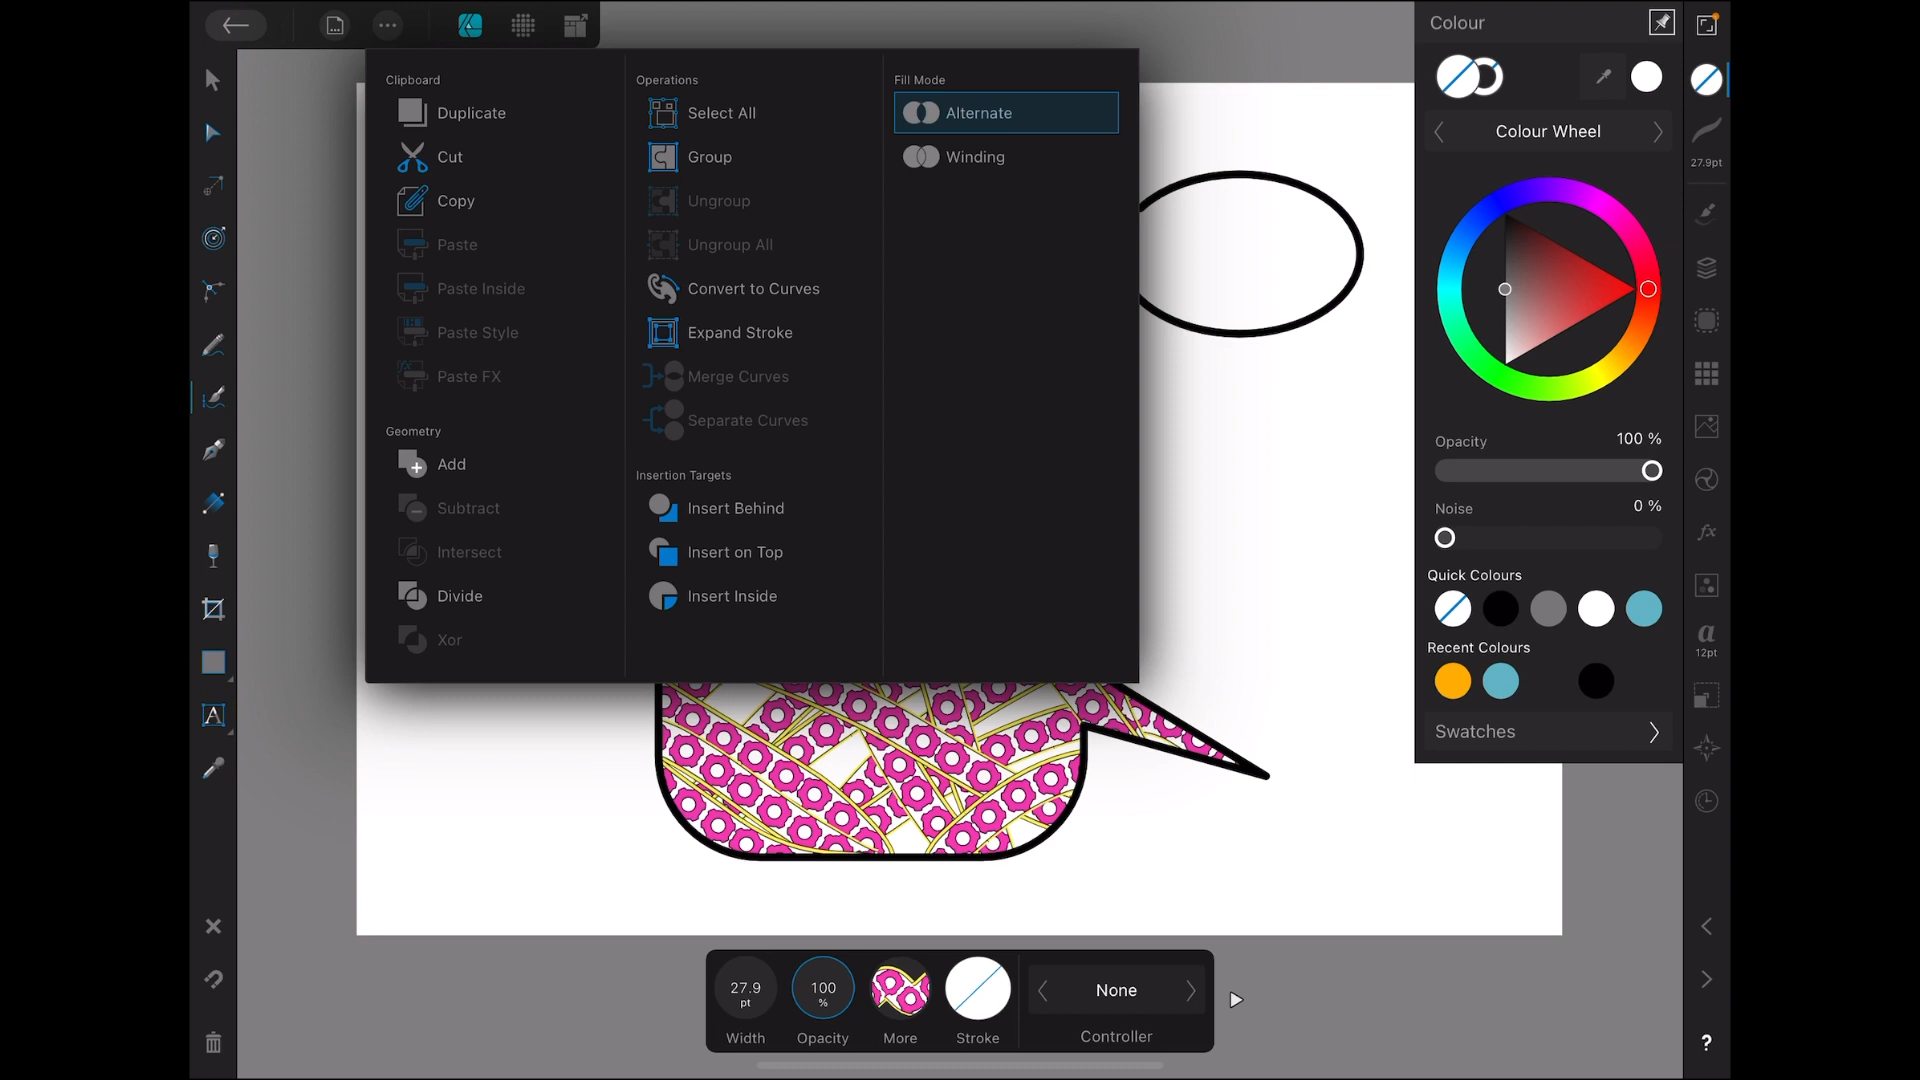 Colour
Clipboard
Duplicate
Cut
Copy
Paste
Paste Inside
Paste Style
Paste FX
Geometry
Add
Subtract
Intersect
Divide
Xor
Operations
Select All
Group
Ungroup
Ungroup All
Convert to Curves
Expand Stroke
Merge Curves
Separate Curves
Insertion Targets
Insert Behind
Insert on Top
Insert Inside
Fill Mode
Alternate
Winding
Colour Wheel
Opacity 100 %
Noise 0 %
Quick Colours
Recent Colours
Swatches
27.9pt
fx
a
12pt
?
A
27.9
pt
Width
100
%
Opacity
More
Stroke
None
Controller